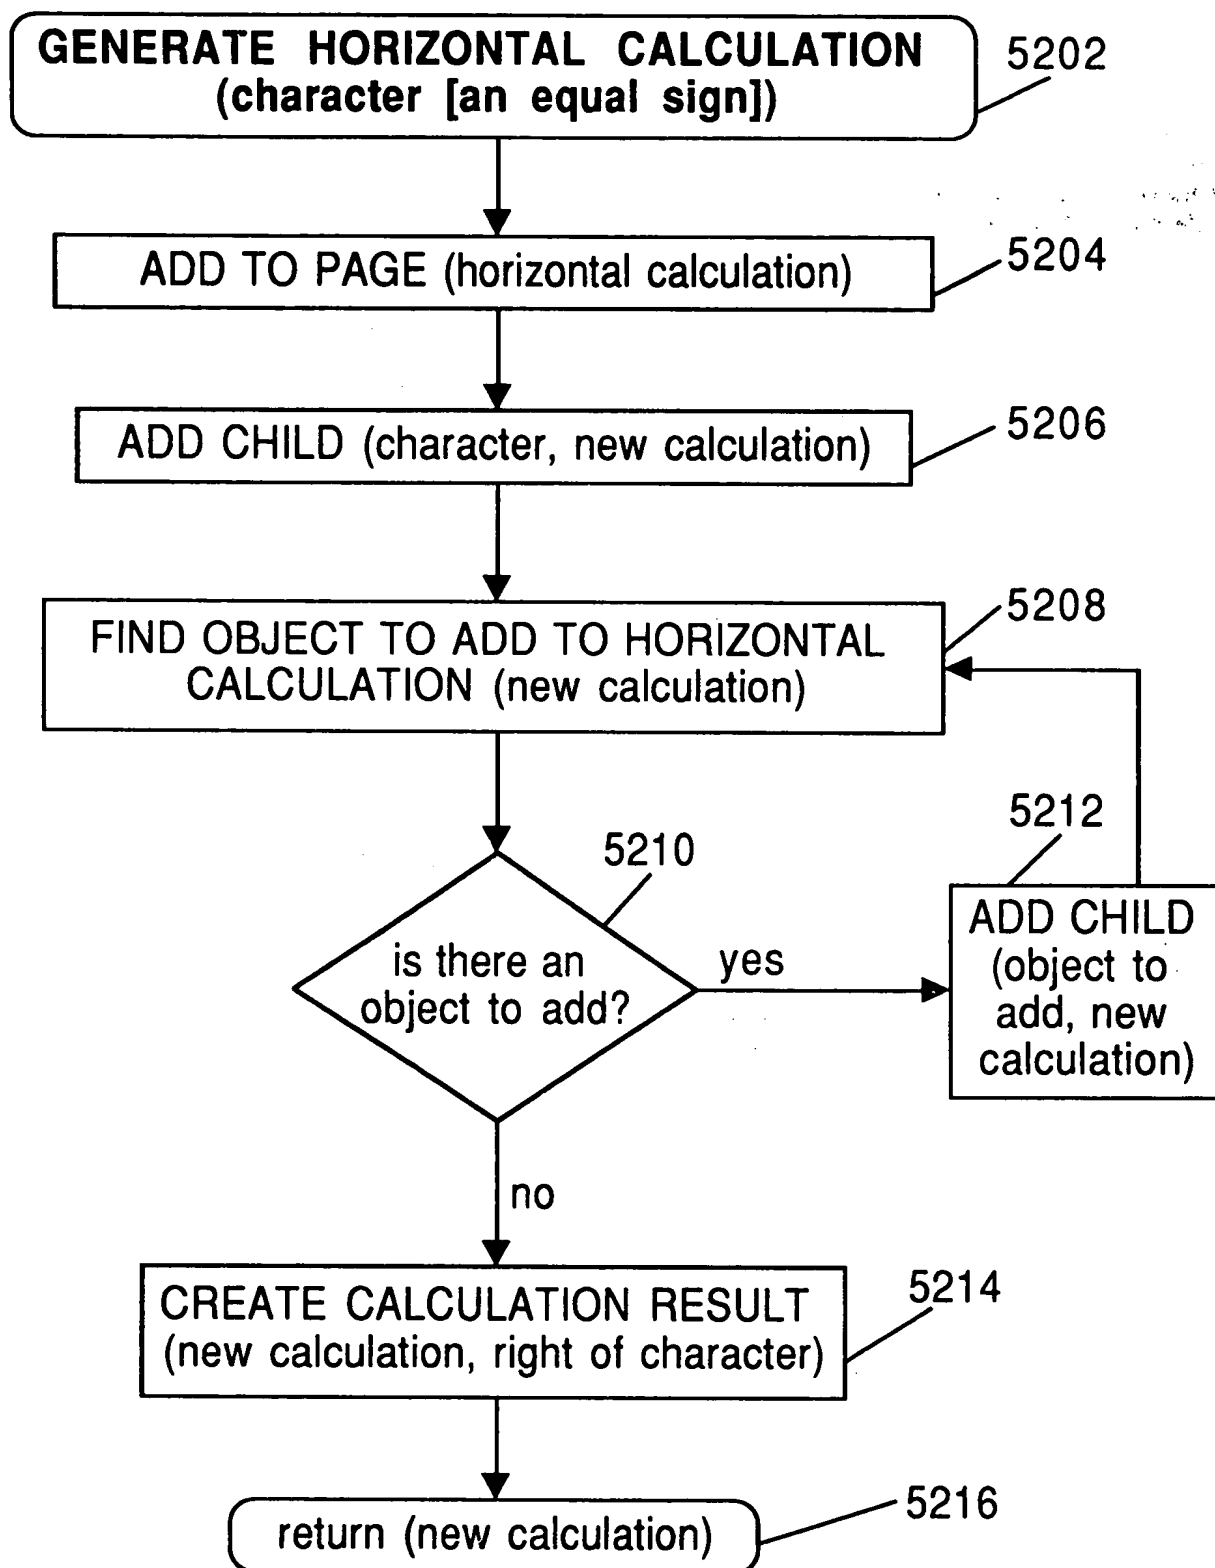 GENERATE HORIZONTAL CALCULATION
(character [an equal sign])
5202
ADD TO PAGE (horizontal calculation)
5204
ADD CHILD (character, new calculation)
5206
FIND OBJECT TO ADD TO HORIZONTAL
CALCULATION (new calculation)
5208
is there an
object to add?
5210
yes
5212
ADD CHILD
(object to
add, new
calculation)
no
CREATE CALCULATION RESULT
(new calculation, right of character)
5214
return (new calculation)
5216